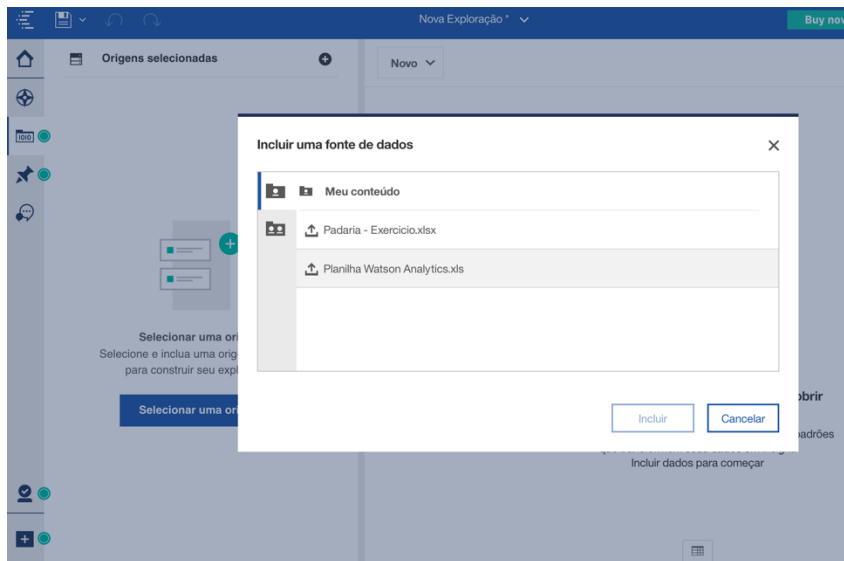 Nova Exploração *
Buy now
Origens selecionadas
Novo
Incluir uma fonte de dados
Meu conteúdo
Padaria - Exercicio.xlsx
Planilha Watson Analytics.xls
Selecionar uma ori
Selecione e inclua uma orig
para construir seu expl
Selecionar uma ori
Incluir
Cancelar
obrir
padrões
Incluir dados para começar